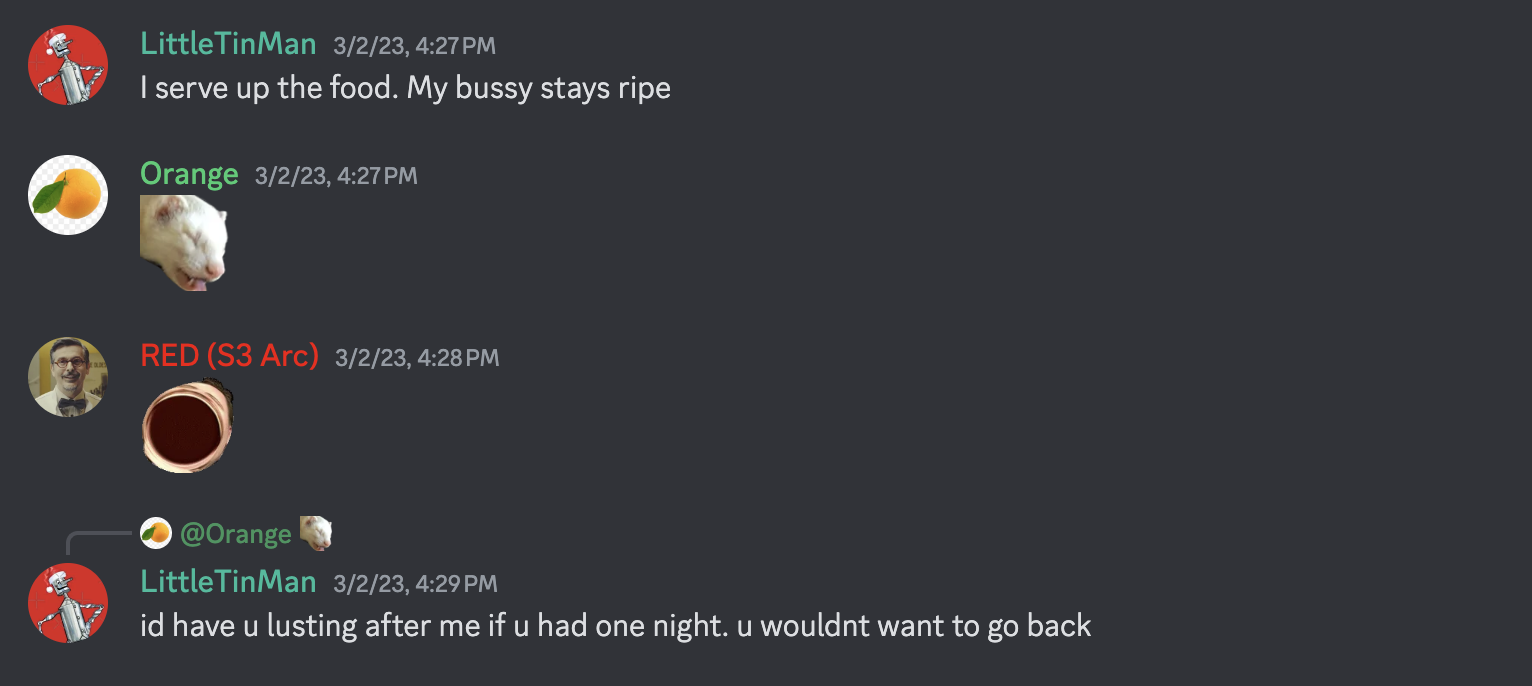 LittleTinMan 3/2/23, 4:27 PM
I serve up the food. My bussy stays ripe
Orange 3/2/23, 4:27 PM
RED (S3 Arc) 3/2/23, 4:28 PM
@Orange
LittleTinMan 3/2/23, 4:29 PM
id have u lusting after me if u had one night. u wouldnt want to go back